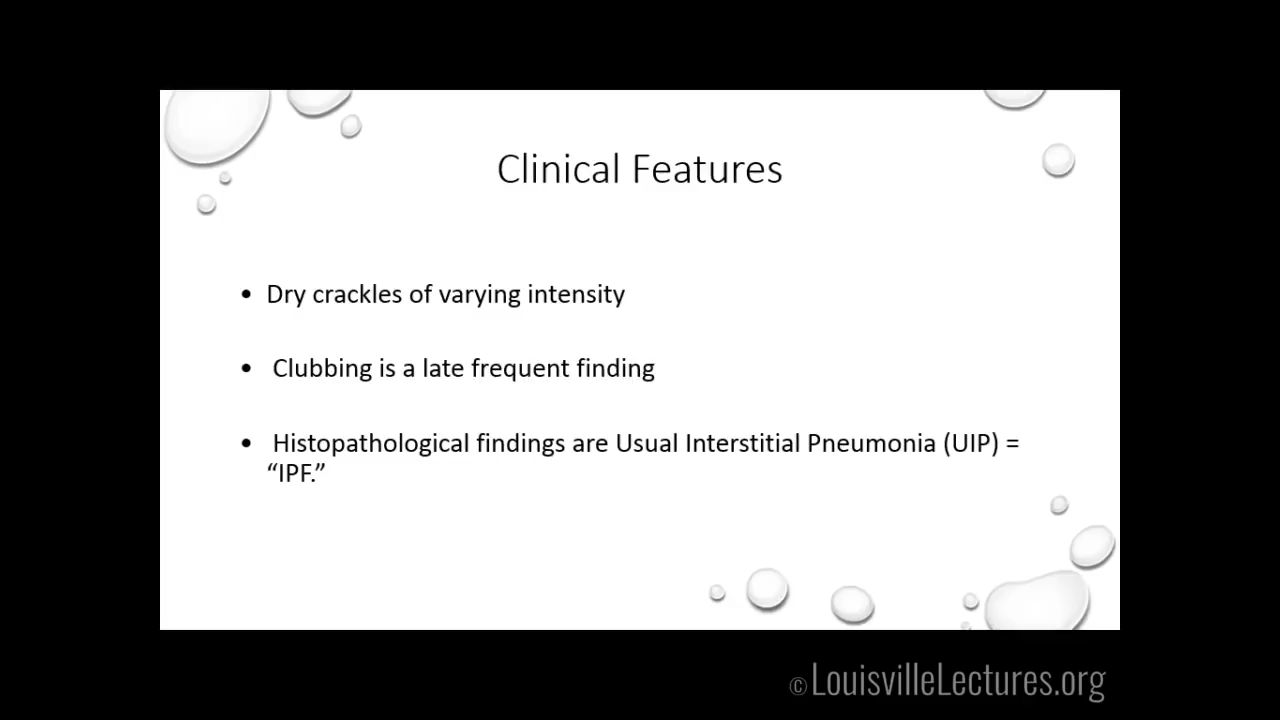 Clinical Features
• Dry crackles of varying intensity
• Clubbing is a late frequent finding
• Histopathological findings are Usual Interstitial Pneumonia (UIP) =
“IPF.”
© LouisvilleLectures.org